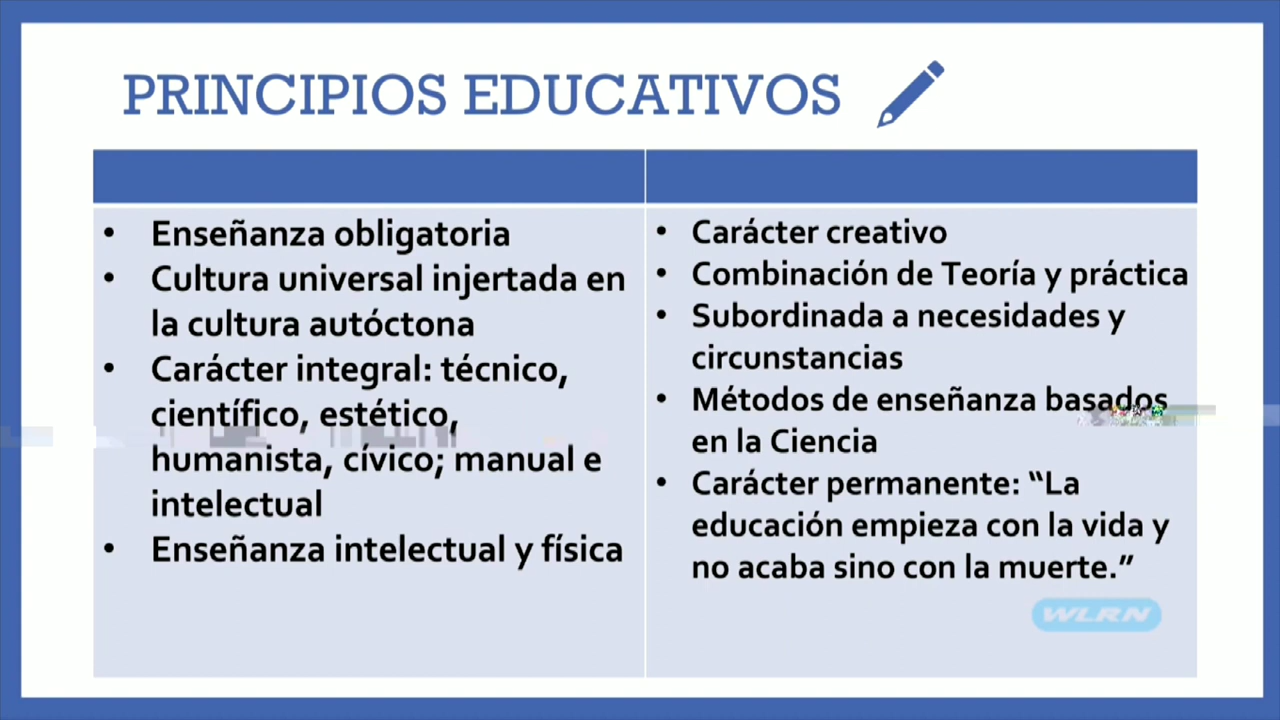 PRINCIPIOS EDUCATIVOS
• Enseñanza obligatoria
• Cultura universal injertada en
la cultura autóctona
• Carácter integral: técnico,
científico, estético,
humanista, cívico; manual e
intelectual
• Enseñanza intelectual y física
• Carácter creativo
• Combinación de Teoría y práctica
• Subordinada a necesidades y
circunstancias
• Métodos de enseñanza basados
en la Ciencia
• Carácter permanente: “La
educación empieza con la vida y
no acaba sino con la muerte.”
WLRN